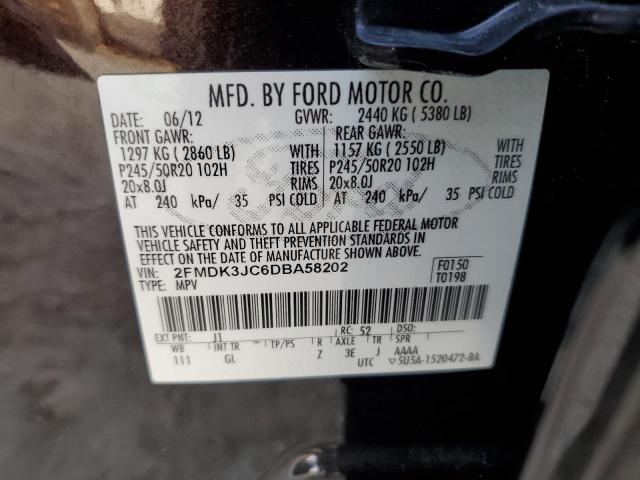 MFD. BY FORD MOTOR CO.
DATE: 06/12 GVWR: 2440 KG ( 5380 LB)
FRONT GAWR: REAR GAWR:
1297 KG ( 2860 LB) WITH 1157 KG ( 2550 LB) WITH
P245/50R20 102H TIRES P245/50R20 102H TIRES
20x8.0J RIMS 20x8.0J RIMS
AT 240 kPa/ 35 PSI COLD AT 240 kPa/ 35 PSI COLD
THIS VEHICLE CONFORMS TO ALL APPLICABLE FEDERAL MOTOR
VEHICLE SAFETY AND THEFT PREVENTION STANDARDS IN
EFFECT ON THE DATE OF MANUFACTURE SHOWN ABOVE.
VIN: 2FMDK3JC6DBA58202 F0150
TYPE: MPV T0198
EXT PNT: J1 RC: 52 DSO:
WB INT TR TP/PS R AXLE TR SPR
111 GL Z 3E J AAAA
UTC 5U5A-1520472-BA